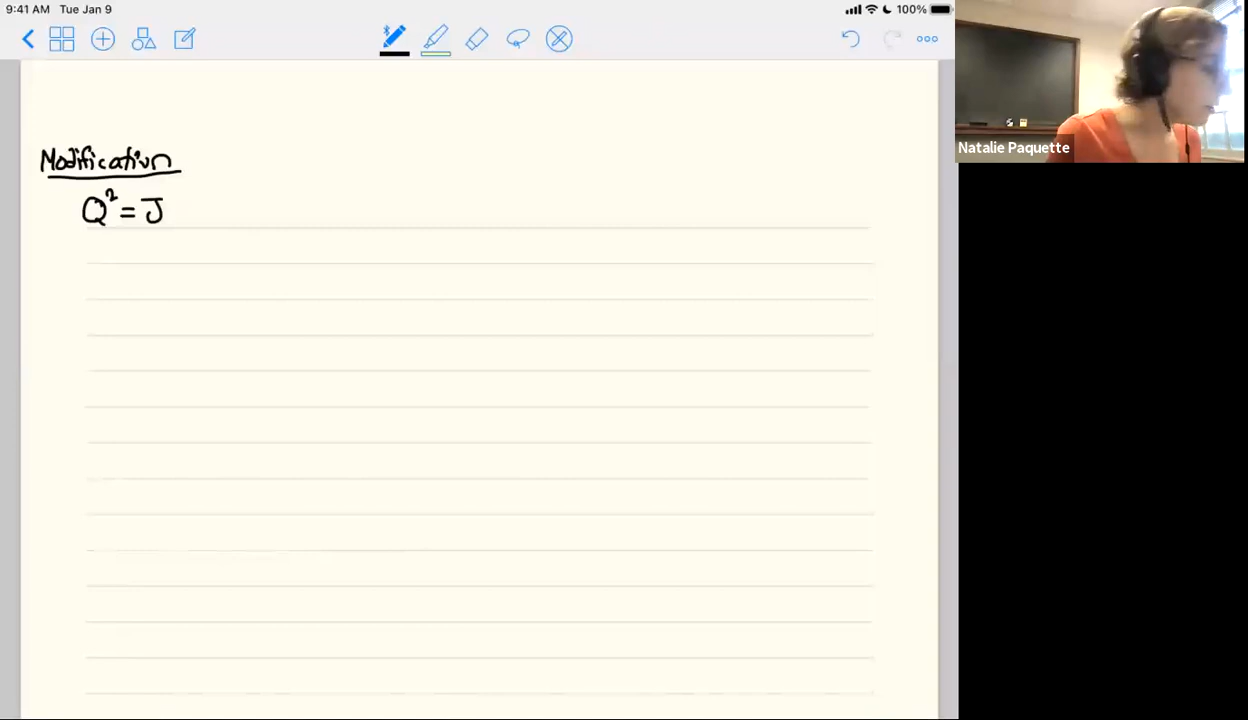 9:41 AM Tue Jan 9 100%
Modification
Q² = J
Natalie Paquette